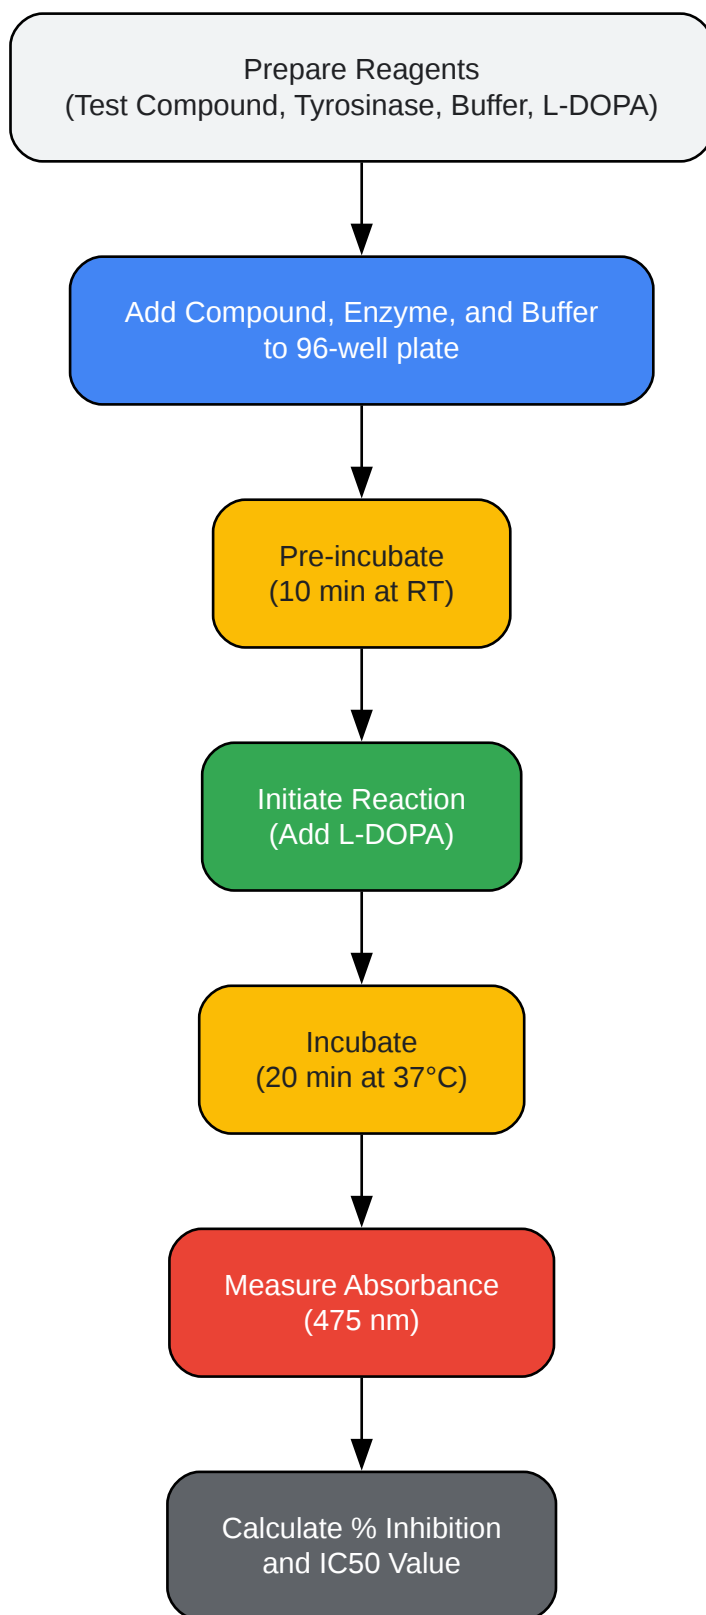 Prepare Reagents
(Test Compound, Tyrosinase, Buffer, L-DOPA)
Add Compound, Enzyme, and Buffer
to 96-well plate
Pre-incubate
(10 min at RT)
Initiate Reaction
(Add L-DOPA)
Incubate
(20 min at 37°C)
Measure Absorbance
(475 nm)
Calculate % Inhibition
and IC50 Value